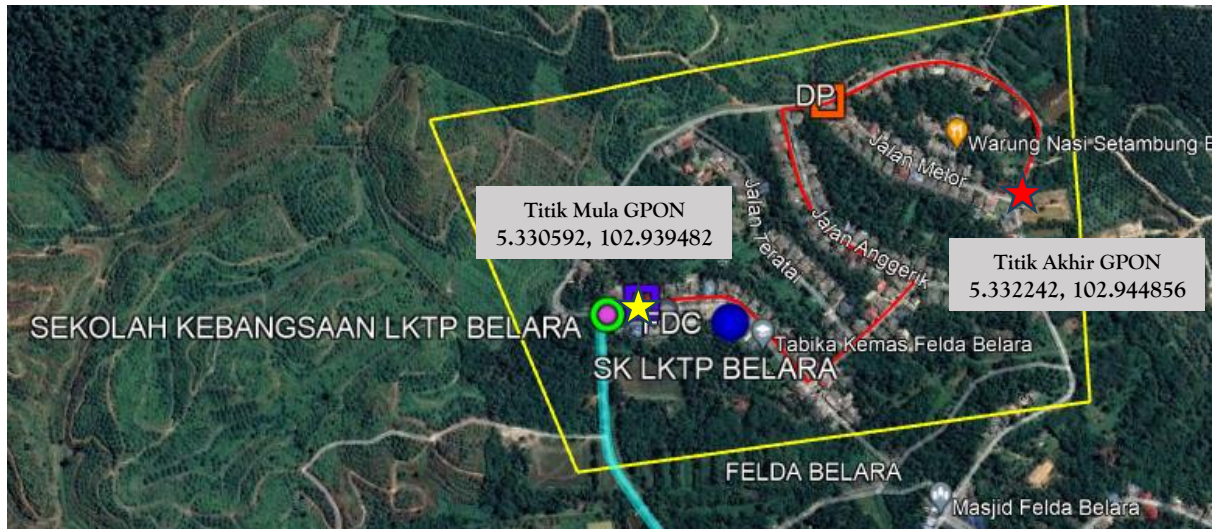 DP
Warung Nasi Setambung
Jalan Melor
Titik Mula GPON
5.330592, 102.939482
Jalan Teratai
Jalan Anggerik
Titik Akhir GPON
5.332242, 102.944856
SEKOLAH KEBANGSAAN LKTP BELARA
FDC
Tabika Kemas Felda Belara
SK LKTP BELARA
FELDA BELARA
Masjid Felda Belara